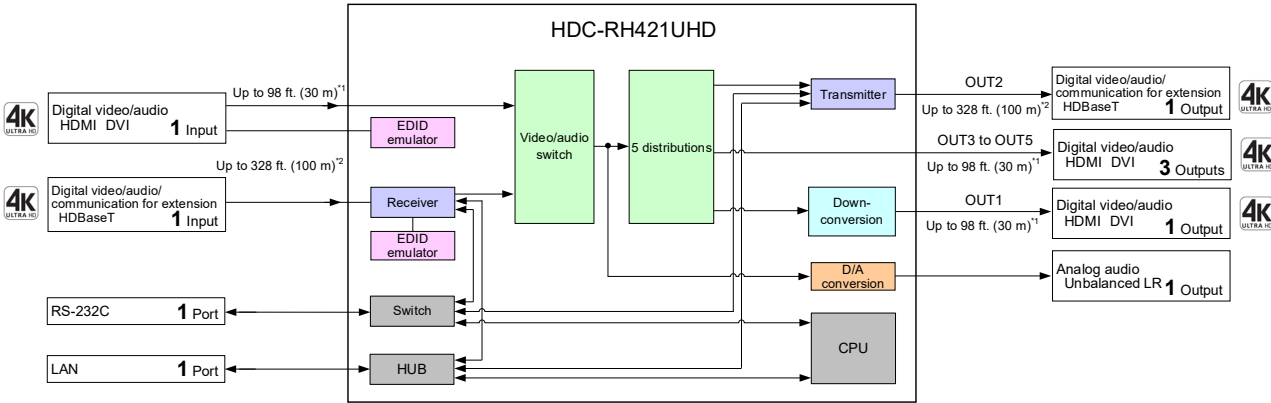 HDC-RH421UHD
4K
ULTRA HD
Digital video/audio
HDMI DVI 1 Input
Up to 98 ft. (30 m)*1
EDID
emulator
4K
ULTRA HD
Digital video/audio/
communication for extension
HDBaseT
1 Input
Up to 328 ft. (100 m)*2
Receiver
EDID
emulator
Video/audio
switch
5 distributions
Transmitter
OUT2
Up to 328 ft. (100 m)*2
Digital video/audio/
communication for extension
HDBaseT
1 Output
4K
ULTRA HD
OUT3 to OUT5
Up to 98 ft. (30 m)*1
Digital video/audio
HDMI DVI
3 Outputs
4K
ULTRA HD
Down-
conversion
OUT1
Up to 98 ft. (30 m)*1
Digital video/audio
HDMI DVI
1 Output
4K
ULTRA HD
D/A
conversion
Analog audio
Unbalanced LR 1 Output
RS-232C 1 Port
Switch
LAN 1 Port
HUB
CPU